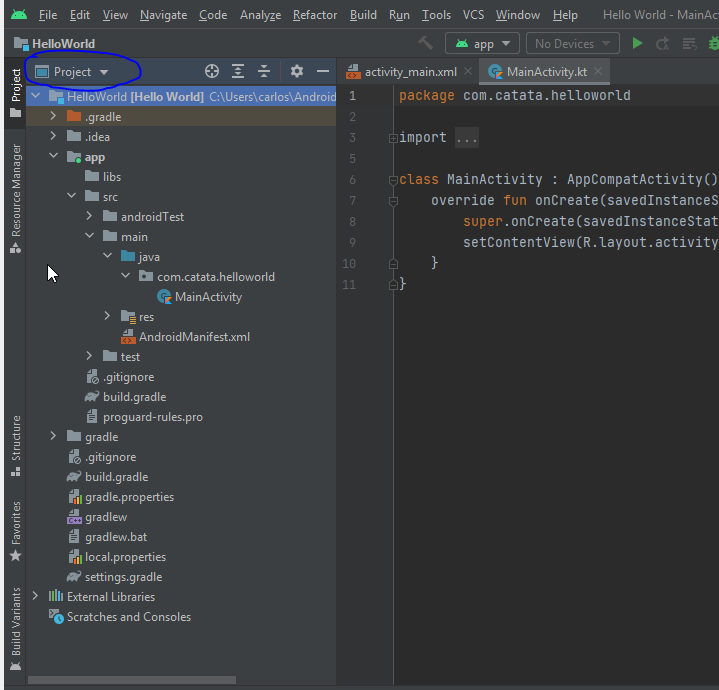 File Edit View Navigate Code Analyze Refactor Build Run Tools VCS Window Help Hello World - MainAc
HelloWorld
app
No Devices
Project
activity_main.xml
MainActivity.kt
Project
Resource Manager
Structure
Favorites
Build Variants
HelloWorld [Hello World] C:\Users\carlos\Android
.gradle
.idea
app
libs
src
androidTest
main
java
com.catata.helloworld
MainActivity
res
AndroidManifest.xml
test
.gitignore
build.gradle
proguard-rules.pro
gradle
.gitignore
build.gradle
gradle.properties
gradlew
gradlew.bat
local.properties
settings.gradle
External Libraries
Scratches and Consoles
1 package com.catata.helloworld
2
3 import ...
5
6 class MainActivity : AppCompatActivity()
7 override fun onCreate(savedInstanceS
8 super.onCreate(savedInstanceStat
9 setContentView(R.layout.activity
10 }
11 }